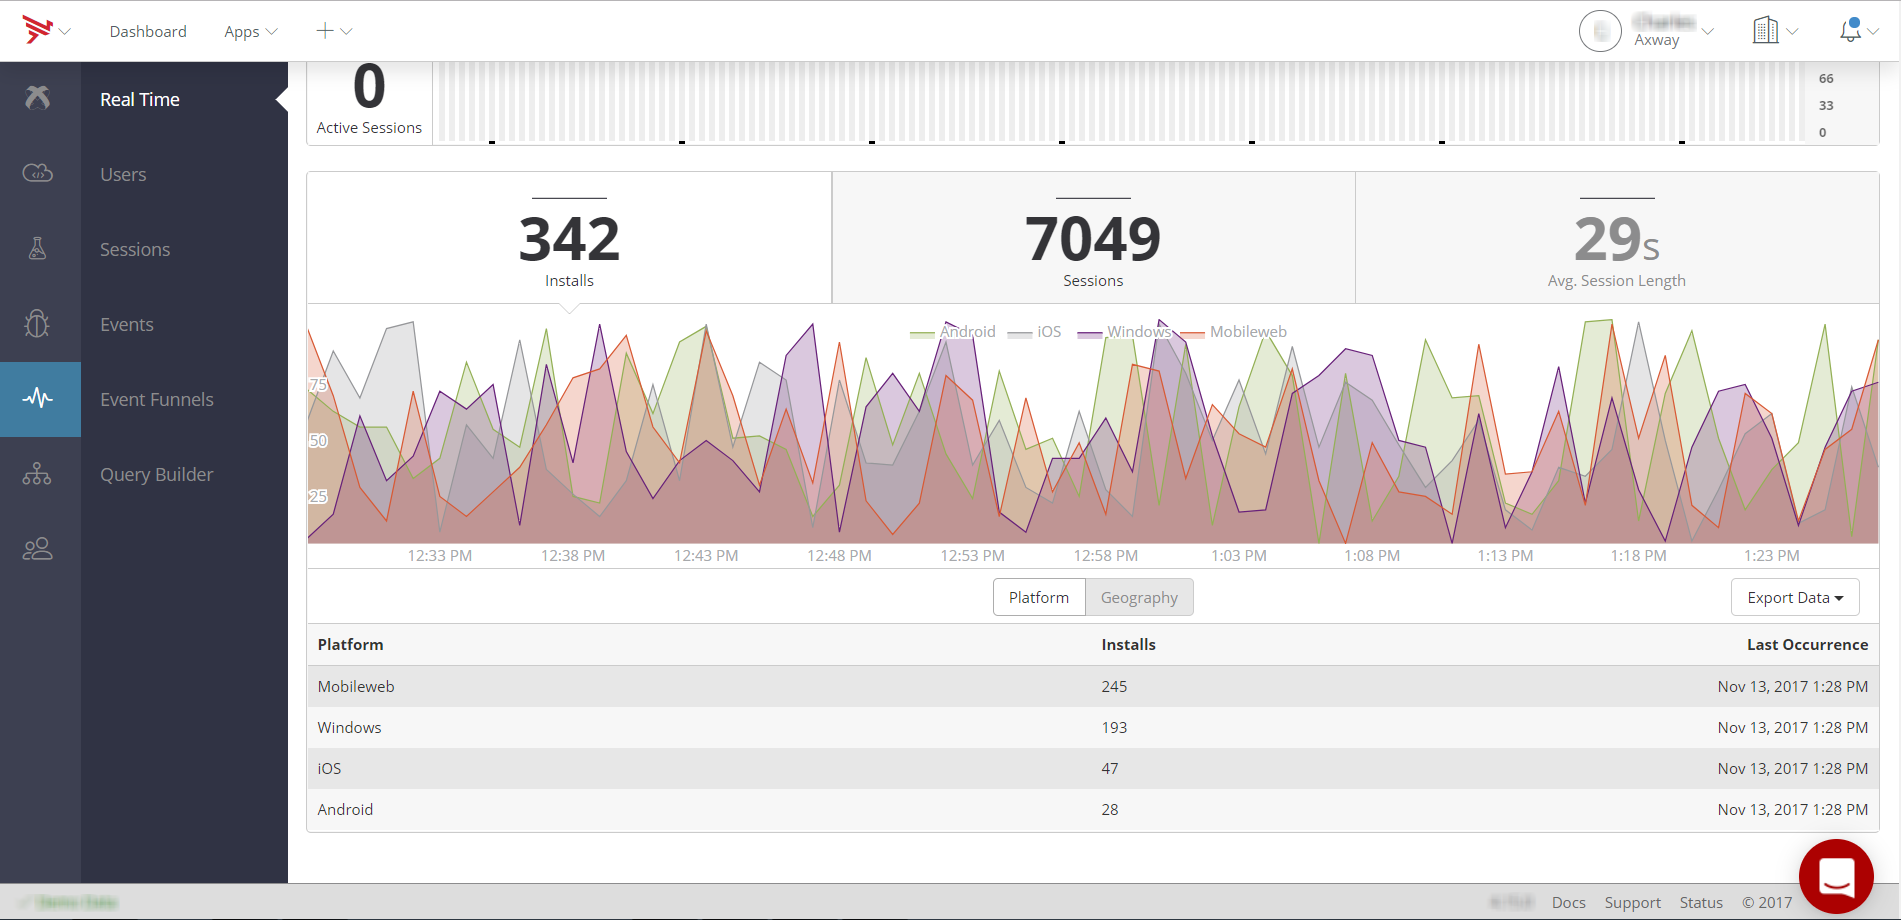 Dashboard Apps
Axway
Real Time
Users
Sessions
Events
Event Funnels
Query Builder
0
Active Sessions
66
33
0
342
Installs
7049
Sessions
29s
Avg. Session Length
Android iOS Windows Mobileweb
75
50
25
12:33 PM 12:38 PM 12:43 PM 12:48 PM 12:53 PM 12:58 PM 1:03 PM 1:08 PM 1:13 PM 1:18 PM 1:23 PM
Platform Geography Export Data
Platform Installs Last Occurrence
Mobileweb 245 Nov 13, 2017 1:28 PM
Windows 193 Nov 13, 2017 1:28 PM
iOS 47 Nov 13, 2017 1:28 PM
Android 28 Nov 13, 2017 1:28 PM
Docs Support Status © 2017